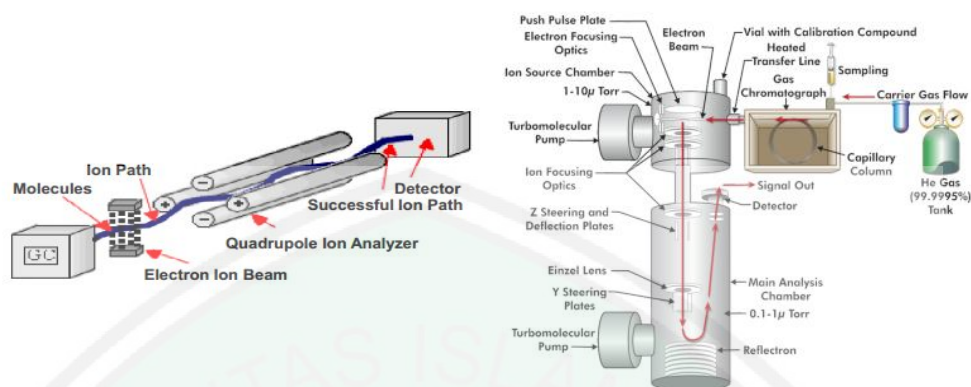 Molecules
Ion Path
+
−
−
+
GC
Electron Ion Beam
Quadrupole Ion Analyzer
Detector
Successful Ion Path
Push Pulse Plate
Electron Focusing
Optics
Ion Source Chamber
1-10µ Torr
Turbomolecular
Pump
Ion Focusing
Optics
Z Steering and
Deflection Plates
Einzel Lens
Y Steering
Plates
Turbomolecular
Pump
Electron
Beam
Vial with Calibration Compound
Heated
Transfer Line
Gas
Chromatograph
Sampling
Carrier Gas Flow
Capillary
Column
He Gas
(99.9995%)
Tank
Signal Out
Detector
Main Analysis
Chamber
0.1-1µ Torr
Reflectron
TAS ISL